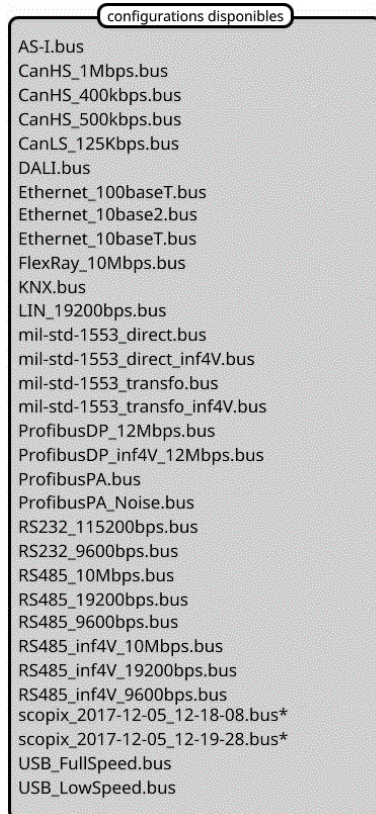 configurations disponibles
AS-I.bus
CanHS_1Mbps.bus
CanHS_400kbps.bus
CanHS_500kbps.bus
CanLS_125Kbps.bus
DALI.bus
Ethernet_100baseT.bus
Ethernet_10base2.bus
Ethernet_10baseT.bus
FlexRay_10Mbps.bus
KNX.bus
LIN_19200bps.bus
mil-std-1553_direct.bus
mil-std-1553_direct_inf4V.bus
mil-std-1553_transfo.bus
mil-std-1553_transfo_inf4V.bus
ProfibusDP_12Mbps.bus
ProfibusDP_inf4V_12Mbps.bus
ProfibusPA.bus
ProfibusPA_Noise.bus
RS232_115200bps.bus
RS232_9600bps.bus
RS485_10Mbps.bus
RS485_19200bps.bus
RS485_9600bps.bus
RS485_inf4V_10Mbps.bus
RS485_inf4V_19200bps.bus
RS485_inf4V_9600bps.bus
scopix_2017-12-05_12-18-08.bus*
scopix_2017-12-05_12-19-28.bus*
USB_FullSpeed.bus
USB_LowSpeed.bus